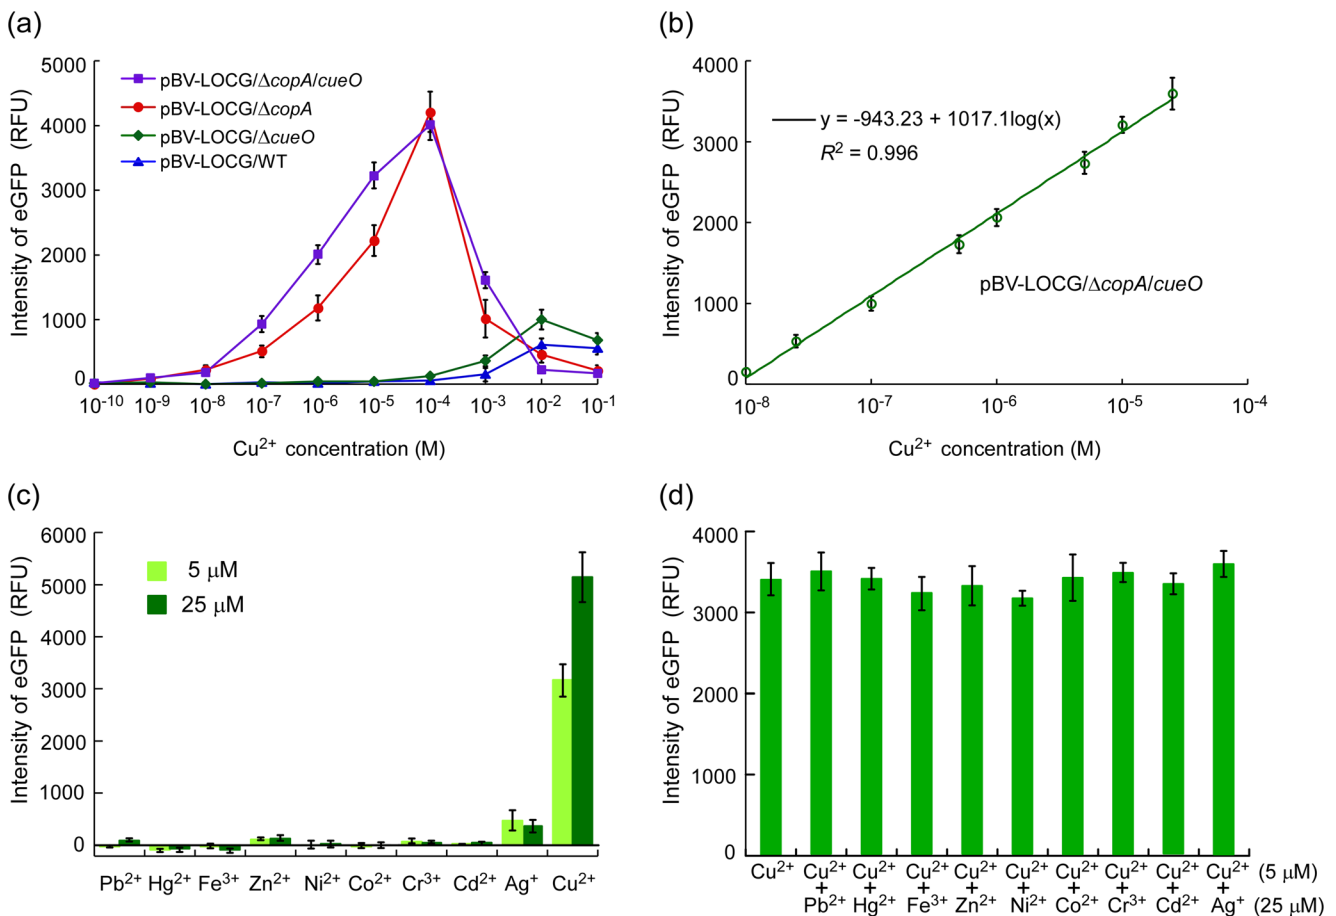 (a)
5000
4000
3000
2000
1000
0
Intensity of eGFP (RFU)
pBV-LOCG/ΔcopA/cueO
pBV-LOCG/ΔcopA
pBV-LOCG/ΔcueO
pBV-LOCG/WT
10⁻¹⁰ 10⁻⁹ 10⁻⁸ 10⁻⁷ 10⁻⁶ 10⁻⁵ 10⁻⁴ 10⁻³ 10⁻² 10⁻¹
Cu²⁺ concentration (M)
(b)
4000
3000
2000
1000
0
Intensity of eGFP (RFU)
y = -943.23 + 1017.1log(x)
R² = 0.996
pBV-LOCG/ΔcopA/cueO
10⁻⁸ 10⁻⁷ 10⁻⁶ 10⁻⁵ 10⁻⁴
Cu²⁺ concentration (M)
(c)
6000
5000
4000
3000
2000
1000
0
Intensity of eGFP (RFU)
5 μM
25 μM
Pb²⁺ Hg²⁺ Fe³⁺ Zn²⁺ Ni²⁺ Co²⁺ Cr³⁺ Cd²⁺ Ag⁺ Cu²⁺
(d)
4000
3000
2000
1000
0
Intensity of eGFP (RFU)
Cu²⁺ Cu²⁺ Cu²⁺ Cu²⁺ Cu²⁺ Cu²⁺ Cu²⁺ Cu²⁺ Cu²⁺ Cu²⁺ (5 μM)
+ + + + + + + + +
Pb²⁺ Hg²⁺ Fe³⁺ Zn²⁺ Ni²⁺ Co²⁺ Cr³⁺ Cd²⁺ Ag⁺ (25 μM)